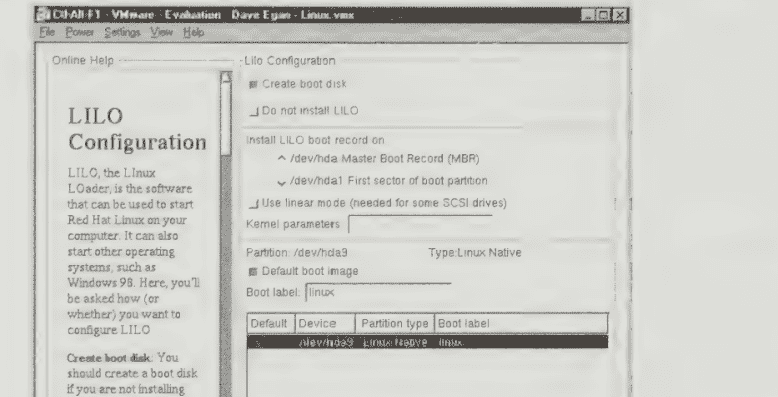 Ctl-Alt-F1 - VMware - Evaluation Dave Egan - Linux.vmx
File Power Settings View Help
Online Help
LILO
Configuration
LILO, the LInux
LOader, is the software
that can be used to start
Red Hat Linux on your
computer. It can also
start other operating
systems, such as
Windows 98. Here, you'll
be asked how (or
whether) you want to
configure LILO
Create boot disk: You
should create a boot disk
if you are not installing
Lilo Configuration
Create boot disk
Do not install LILO
Install LILO boot record on
/dev/hda Master Boot Record (MBR)
/dev/hda1 First sector of boot partition
Use linear mode (needed for some SCSI drives)
Kernel parameters
Partition: /dev/hda9 Type:Linux Native
Default boot image
Boot label: linux
Default Device Partition type Boot label
/dev/hda9 Linux Native linux